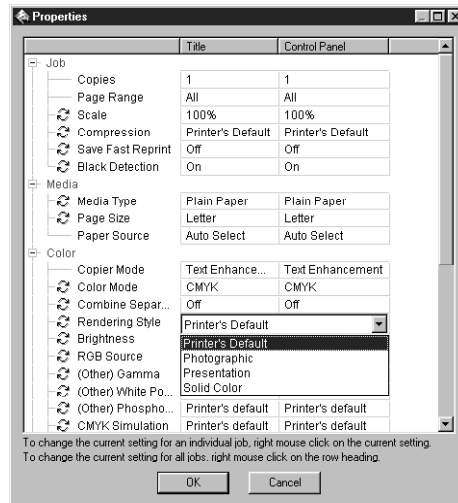 Properties
Title Control Panel
Job
Copies 1 1
Page Range All All
Scale 100% 100%
Compression Printer's Default Printer's Default
Save Fast Reprint Off Off
Black Detection On On
Media
Media Type Plain Paper Plain Paper
Page Size Letter Letter
Paper Source Auto Select Auto Select
Color
Copier Mode Text Enhance... Text Enhancement
Color Mode CMYK CMYK
Combine Separ... Off Off
Rendering Style Printer's Default
Brightness Printer's Default
RGB Source Photographic
(Other) Gamma Presentation
(Other) White Po... Solid Color
(Other) Phospho... Printer's default Printer's default
CMYK Simulation Printer's default Printer's default
To change the current setting for an individual job, right mouse click on the current setting.
To change the current setting for all jobs. right mouse click on the row heading.
OK Cancel